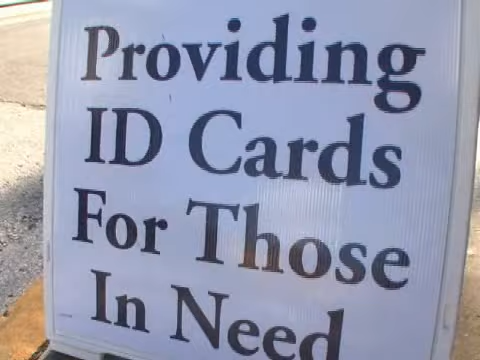 Providing
ID Cards
For Those
In Need